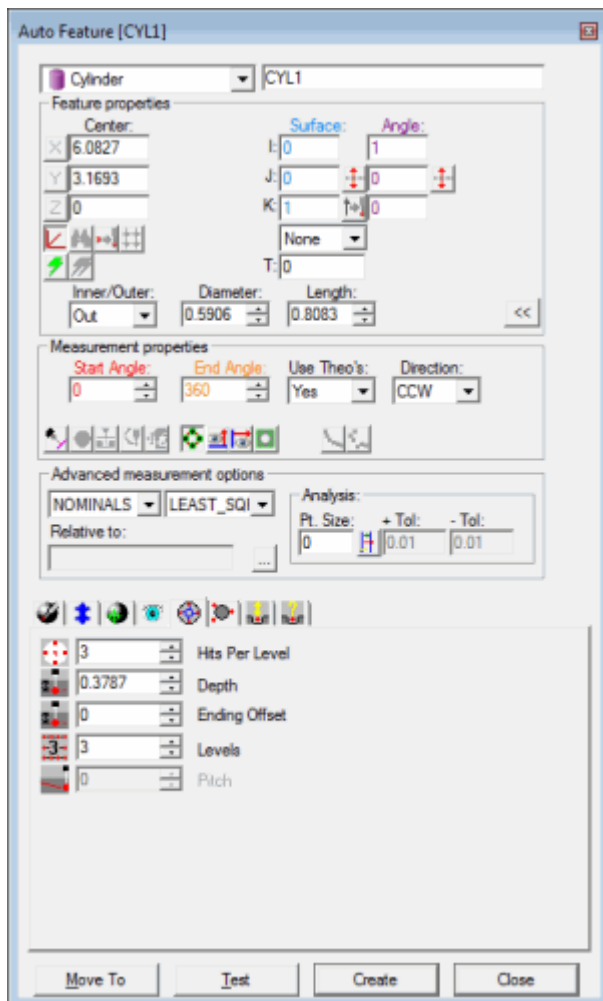 Auto Feature [CYL1]
Cylinder CYL1
Feature properties
Center: Surface: Angle:
X 6.0827 I: 0 1
Y 3.1693 J: 0 0
Z 0 K: 1 0
None
T: 0
Inner/Outer: Diameter: Length:
Out 0.5906 0.8083 <<
Measurement properties
Start Angle: End Angle: Use Theo's: Direction:
0 360 Yes CCW
Advanced measurement options
NOMINALS LEAST_SQI Analysis:
Relative to: Pt. Size: + Tol: - Tol:
... 0 0.01 0.01
3 Hits Per Level
0.3787 Depth
0 Ending Offset
-3- 3 Levels
0 Pitch
Move To Test Create Close